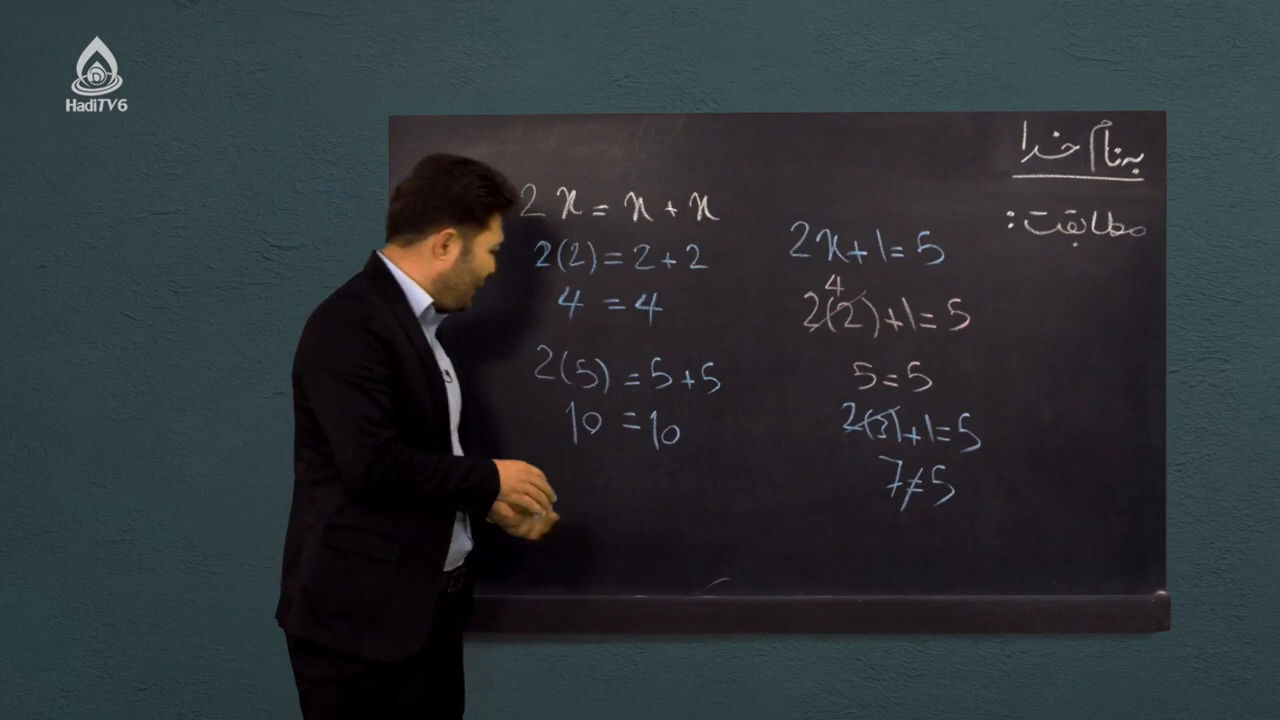 HadiTV6
به نام خدا
مطابقت:
2x = x + x
2(2) = 2 + 2
4 = 4
2(5) = 5 + 5
10 = 10
2x + 1 = 5
4
2(2) + 1 = 5
5 = 5
2(3) + 1 = 5
7 ≠ 5